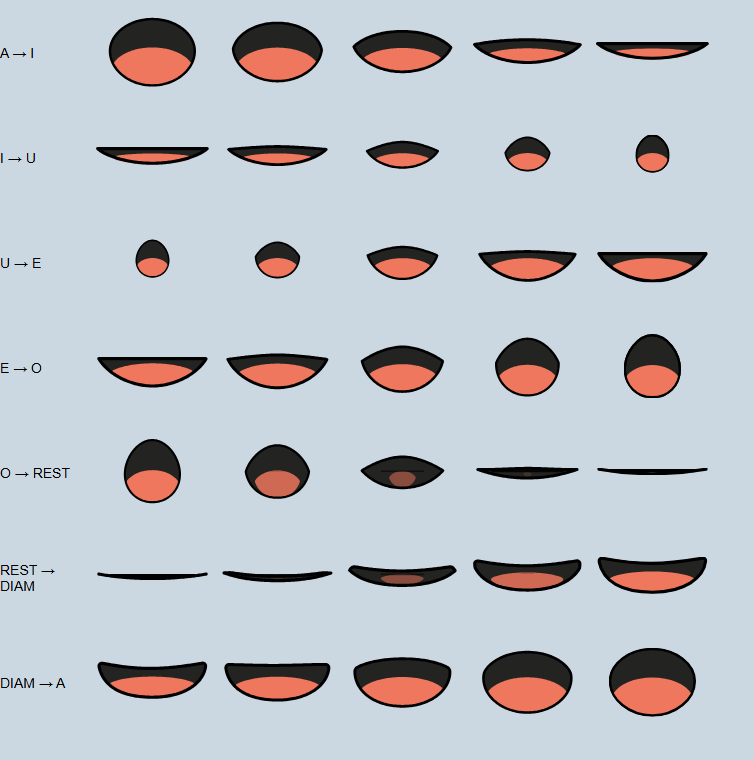 A → I
I → U
U → E
E → O
O → REST
REST →
DIAM
DIAM → A